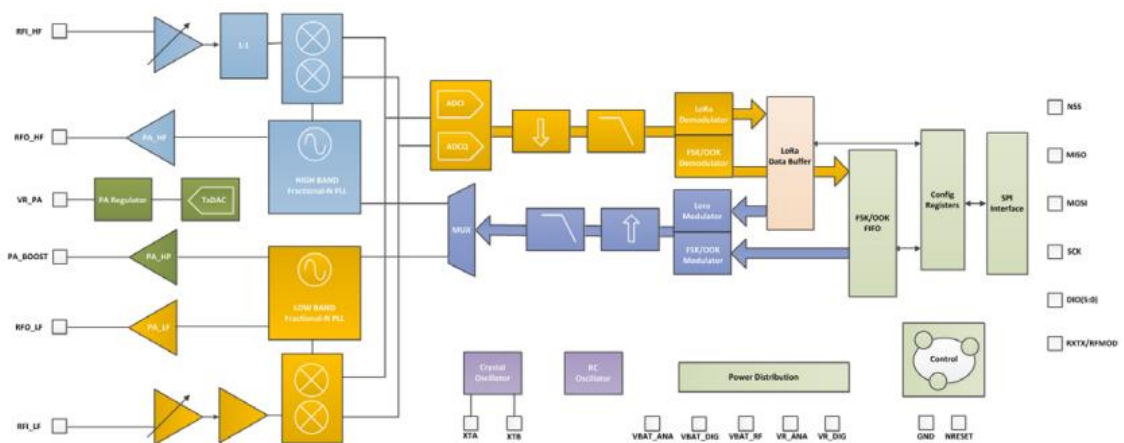 RFI_HF
1:1
RFO_HF
PA_HF
HIGH BAND
Fractional-N PLL
VR_PA
PA Regulator
TxDAC
PA_BOOST
PA_HP
LOW BAND
Fractional-N PLL
RFO_LF
PA_LF
RFI_LF
ADCI
ADCQ
LoRa
Demodulator
FSK/OOK
Demodulator
LoRa
Data Buffer
MUX
Lora
Modulator
FSK/OOK
Modulator
FSK/OOK
FIFO
Config
Registers
SPI
Interface
NSS
MISO
MOSI
SCK
DIO(5:0)
RXTX/RFMOD
Crystal
Oscillator
XTA
XTB
RC
Oscillator
Power Distribution
VBAT_ANA
VBAT_DIG
VBAT_RF
VR_ANA
VR_DIG
Control
GND
NRESET